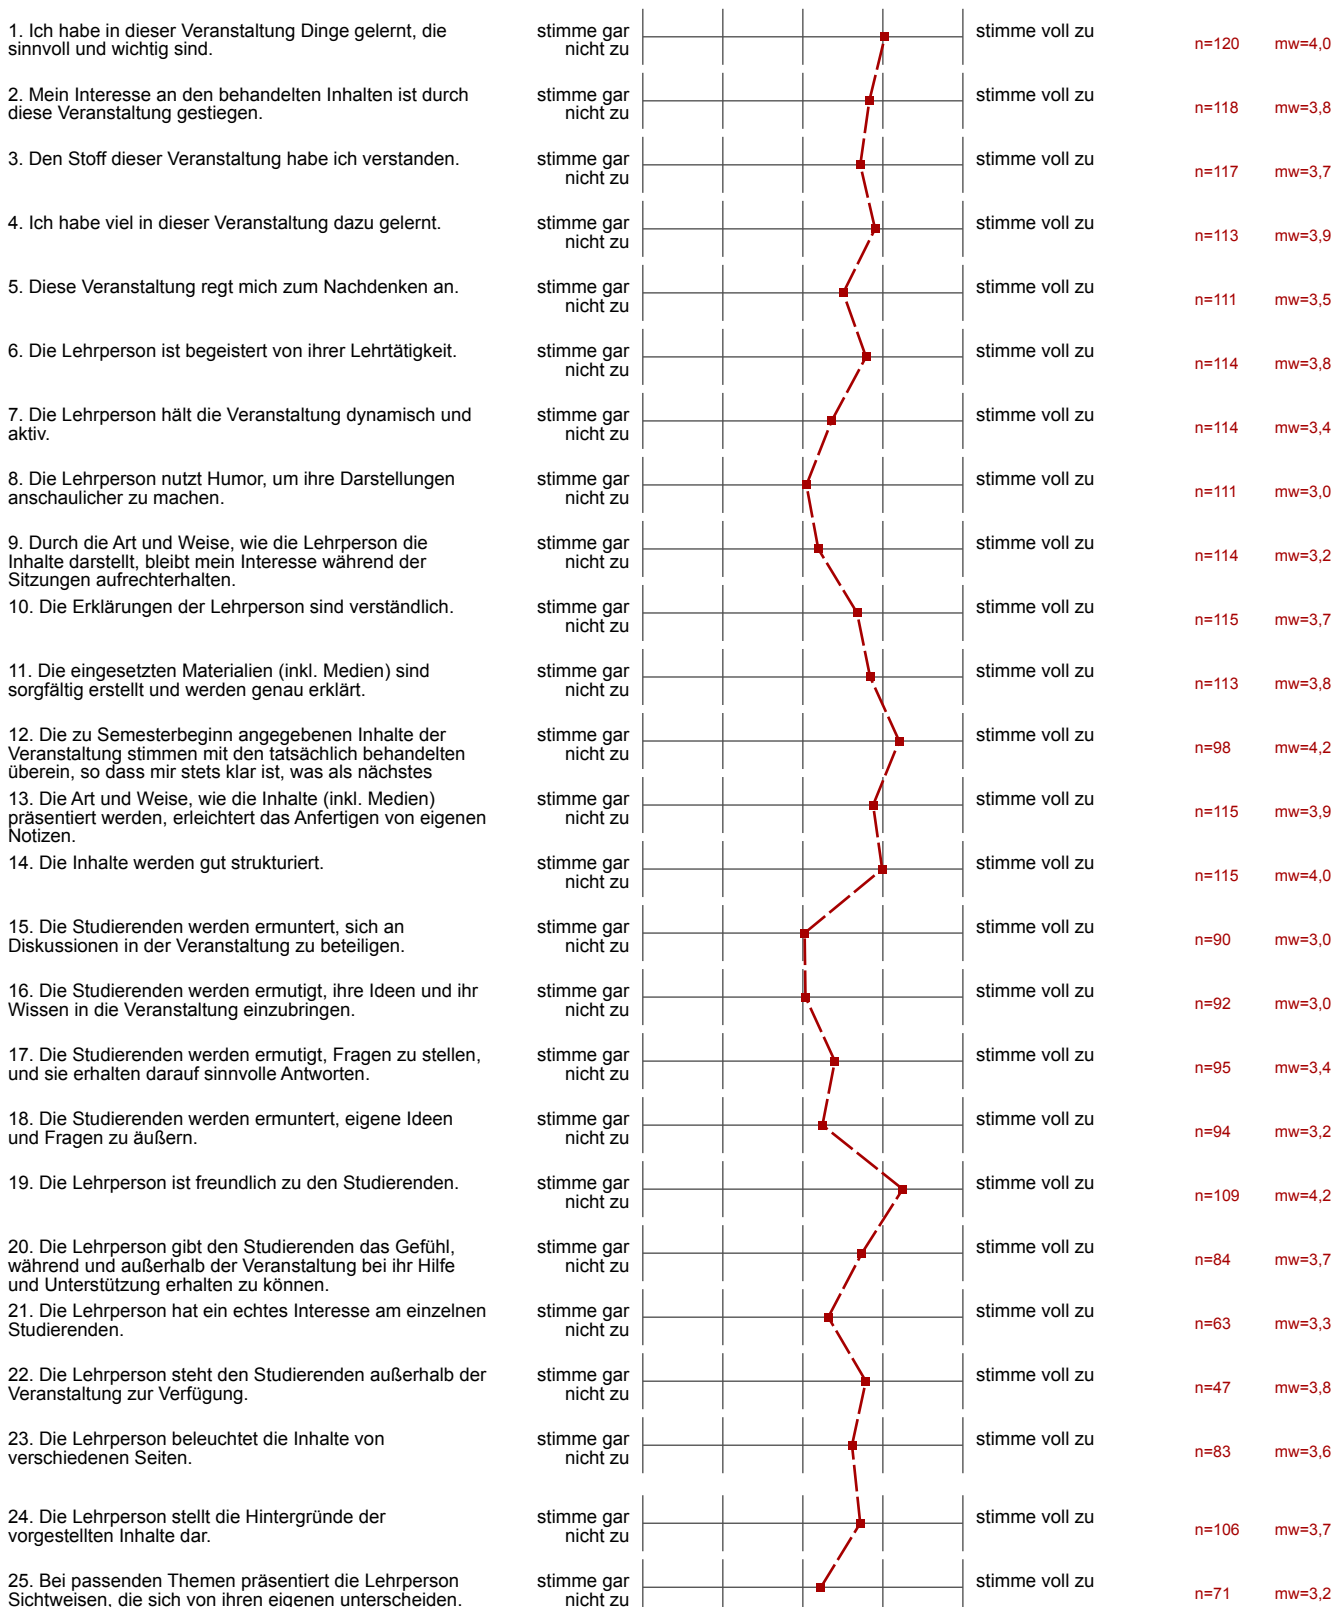 1. Ich habe in dieser Veranstaltung Dinge gelernt, die
sinnvoll und wichtig sind.
stimme gar
nicht zu
stimme voll zu
n=120 mw=4,0
2. Mein Interesse an den behandelten Inhalten ist durch
diese Veranstaltung gestiegen.
stimme gar
nicht zu
stimme voll zu
n=118 mw=3,8
3. Den Stoff dieser Veranstaltung habe ich verstanden.
stimme gar
nicht zu
stimme voll zu
n=117 mw=3,7
4. Ich habe viel in dieser Veranstaltung dazu gelernt.
stimme gar
nicht zu
stimme voll zu
n=113 mw=3,9
5. Diese Veranstaltung regt mich zum Nachdenken an.
stimme gar
nicht zu
stimme voll zu
n=111 mw=3,5
6. Die Lehrperson ist begeistert von ihrer Lehrtätigkeit.
stimme gar
nicht zu
stimme voll zu
n=114 mw=3,8
7. Die Lehrperson hält die Veranstaltung dynamisch und
aktiv.
stimme gar
nicht zu
stimme voll zu
n=114 mw=3,4
8. Die Lehrperson nutzt Humor, um ihre Darstellungen
anschaulicher zu machen.
stimme gar
nicht zu
stimme voll zu
n=111 mw=3,0
9. Durch die Art und Weise, wie die Lehrperson die
Inhalte darstellt, bleibt mein Interesse während der
Sitzungen aufrechterhalten.
stimme gar
nicht zu
stimme voll zu
n=114 mw=3,2
10. Die Erklärungen der Lehrperson sind verständlich.
stimme gar
nicht zu
stimme voll zu
n=115 mw=3,7
11. Die eingesetzten Materialien (inkl. Medien) sind
sorgfältig erstellt und werden genau erklärt.
stimme gar
nicht zu
stimme voll zu
n=113 mw=3,8
12. Die zu Semesterbeginn angegebenen Inhalte der
Veranstaltung stimmen mit den tatsächlich behandelten
überein, so dass mir stets klar ist, was als nächstes
stimme gar
nicht zu
stimme voll zu
n=98 mw=4,2
13. Die Art und Weise, wie die Inhalte (inkl. Medien)
präsentiert werden, erleichtert das Anfertigen von eigenen
Notizen.
stimme gar
nicht zu
stimme voll zu
n=115 mw=3,9
14. Die Inhalte werden gut strukturiert.
stimme gar
nicht zu
stimme voll zu
n=115 mw=4,0
15. Die Studierenden werden ermuntert, sich an
Diskussionen in der Veranstaltung zu beteiligen.
stimme gar
nicht zu
stimme voll zu
n=90 mw=3,0
16. Die Studierenden werden ermutigt, ihre Ideen und ihr
Wissen in die Veranstaltung einzubringen.
stimme gar
nicht zu
stimme voll zu
n=92 mw=3,0
17. Die Studierenden werden ermutigt, Fragen zu stellen,
und sie erhalten darauf sinnvolle Antworten.
stimme gar
nicht zu
stimme voll zu
n=95 mw=3,4
18. Die Studierenden werden ermuntert, eigene Ideen
und Fragen zu äußern.
stimme gar
nicht zu
stimme voll zu
n=94 mw=3,2
19. Die Lehrperson ist freundlich zu den Studierenden.
stimme gar
nicht zu
stimme voll zu
n=109 mw=4,2
20. Die Lehrperson gibt den Studierenden das Gefühl,
während und außerhalb der Veranstaltung bei ihr Hilfe
und Unterstützung erhalten zu können.
stimme gar
nicht zu
stimme voll zu
n=84 mw=3,7
21. Die Lehrperson hat ein echtes Interesse am einzelnen
Studierenden.
stimme gar
nicht zu
stimme voll zu
n=63 mw=3,3
22. Die Lehrperson steht den Studierenden außerhalb der
Veranstaltung zur Verfügung.
stimme gar
nicht zu
stimme voll zu
n=47 mw=3,8
23. Die Lehrperson beleuchtet die Inhalte von
verschiedenen Seiten.
stimme gar
nicht zu
stimme voll zu
n=83 mw=3,6
24. Die Lehrperson stellt die Hintergründe der
vorgestellten Inhalte dar.
stimme gar
nicht zu
stimme voll zu
n=106 mw=3,7
25. Bei passenden Themen präsentiert die Lehrperson
Sichtweisen, die sich von ihren eigenen unterscheiden.
stimme gar
nicht zu
stimme voll zu
n=71 mw=3,2